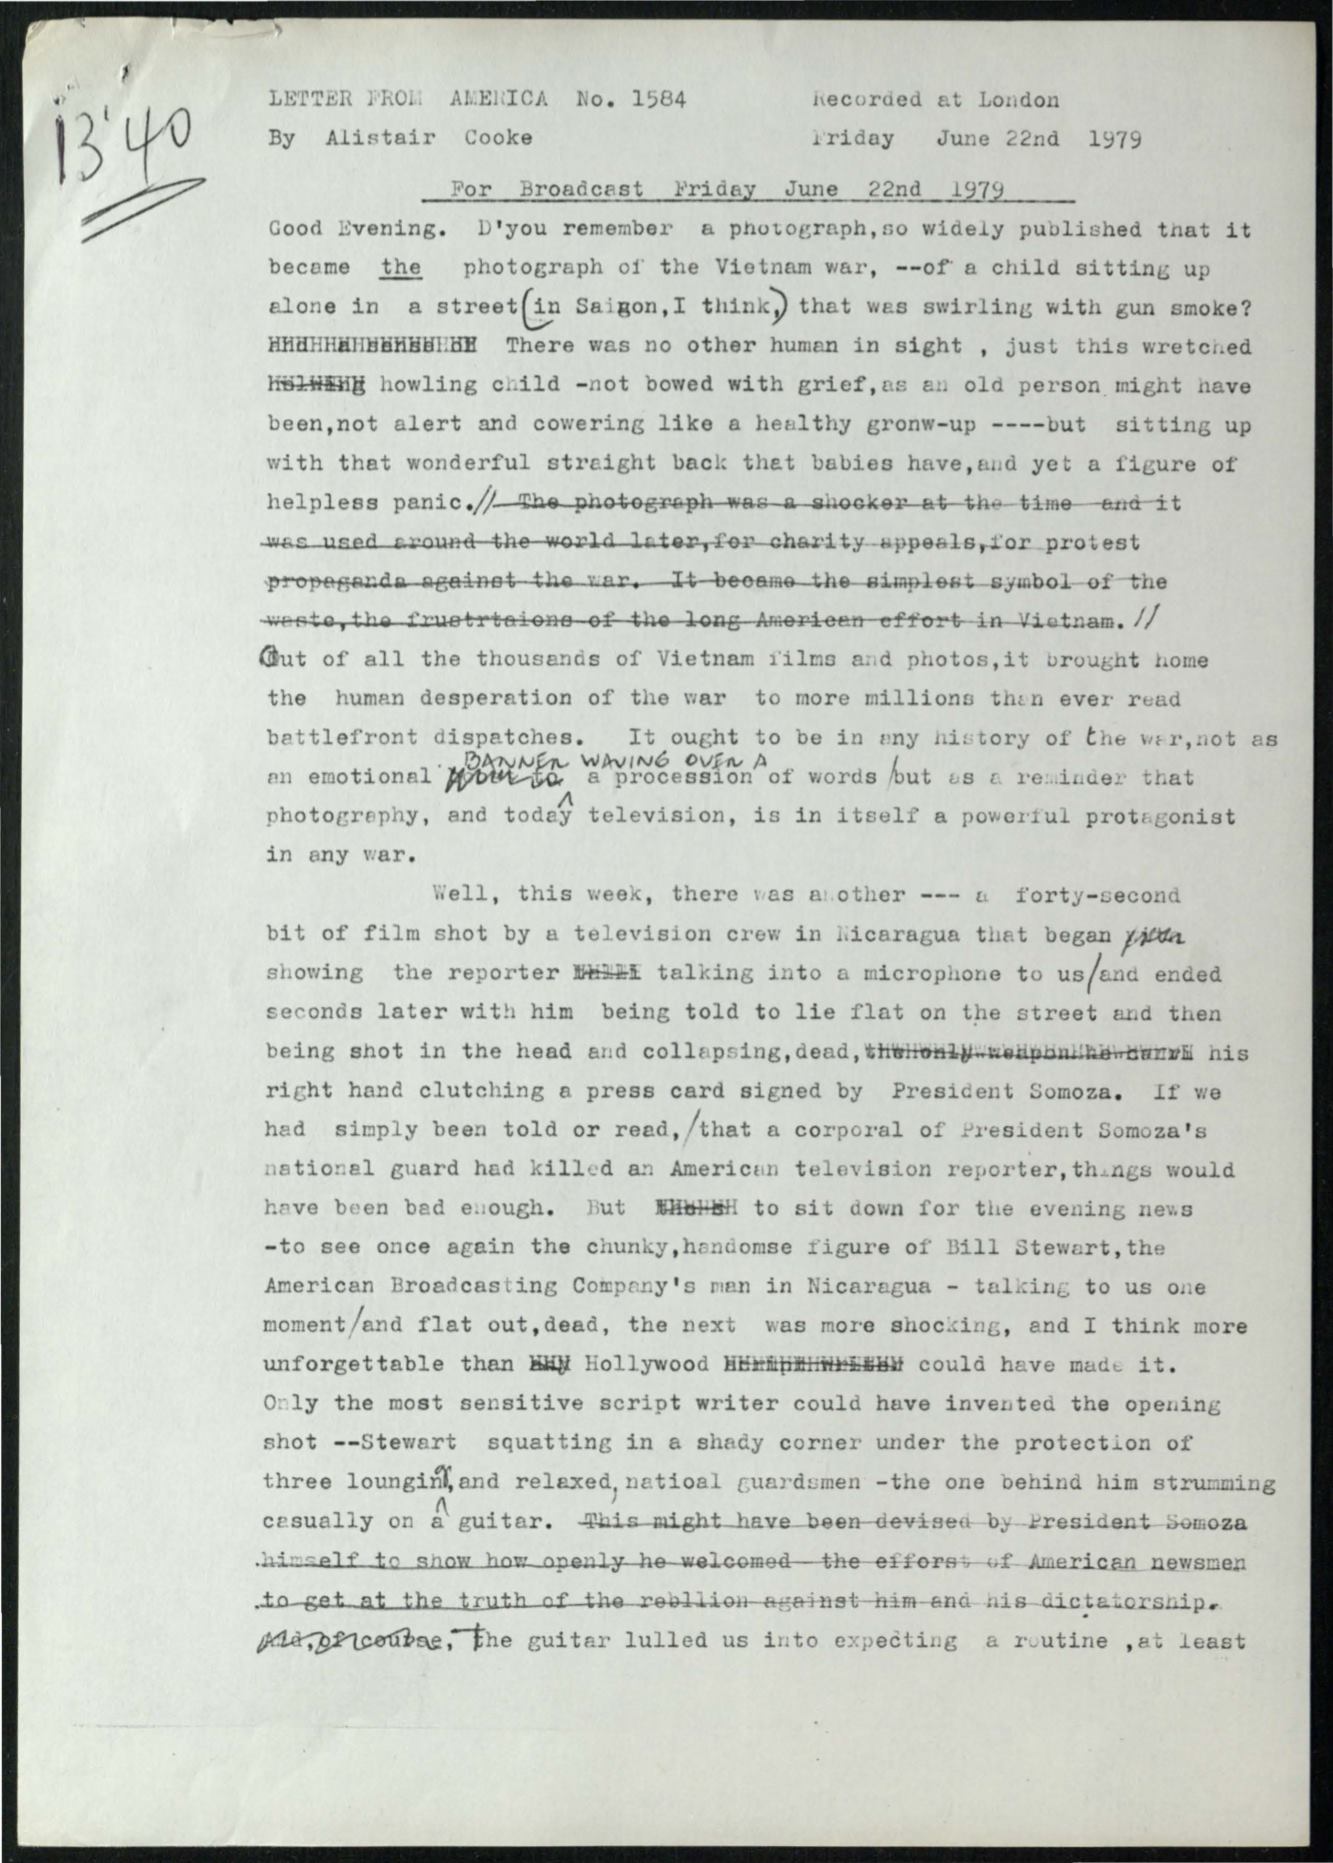 13'40
LETTER FROM AMERICA No. 1584 Recorded at London
By Alistair Cooke Friday June 22nd 1979
For Broadcast Friday June 22nd 1979
Good Evening. D'you remember a photograph,so widely published that it
became the photograph of the Vietnam war, --of a child sitting up
alone in a street(in Saigon,I think,) that was swirling with gun smoke?
There was no other human in sight , just this wretched
howling child -not bowed with grief,as an old person might have
been,not alert and cowering like a healthy gronw-up ----but sitting up
with that wonderful straight back that babies have,and yet a figure of
helpless panic.// The photograph was a shocker at the time and it
was used around the world later,for charity appeals,for protest
propaganda against the war. It became the simplest symbol of the
waste,the frustrtaions of the long American effort in Vietnam. //
Out of all the thousands of Vietnam films and photos,it brought home
the human desperation of the war to more millions than ever read
battlefront dispatches. It ought to be in any history of the war,not as
BANNER WAVING OVER A
an emotional a procession of words /but as a reminder that
photography, and today television, is in itself a powerful protagonist
in any war.
Well, this week, there was another --- a forty-second
bit of film shot by a television crew in Nicaragua that began
showing the reporter talking into a microphone to us/and ended
seconds later with him being told to lie flat on the street and then
being shot in the head and collapsing,dead,the only weapon he carri his
right hand clutching a press card signed by President Somoza. If we
had simply been told or read,/that a corporal of President Somoza's
national guard had killed an American television reporter,things would
have been bad enough. But to sit down for the evening news
-to see once again the chunky,handomse figure of Bill Stewart,the
American Broadcasting Company's man in Nicaragua - talking to us one
moment/and flat out,dead, the next was more shocking, and I think more
unforgettable than any Hollywood could have made it.
Only the most sensitive script writer could have invented the opening
shot --Stewart squatting in a shady corner under the protection of
three lounging,and relaxed,natioal guardsmen -the one behind him strumming
casually on a guitar. This might have been devised by President Somoza
himself to show how openly he welcomed the efforst of American newsmen
to get at the truth of the rebllion against him and his dictatorship.
And,of course, The guitar lulled us into expecting a routine ,at least